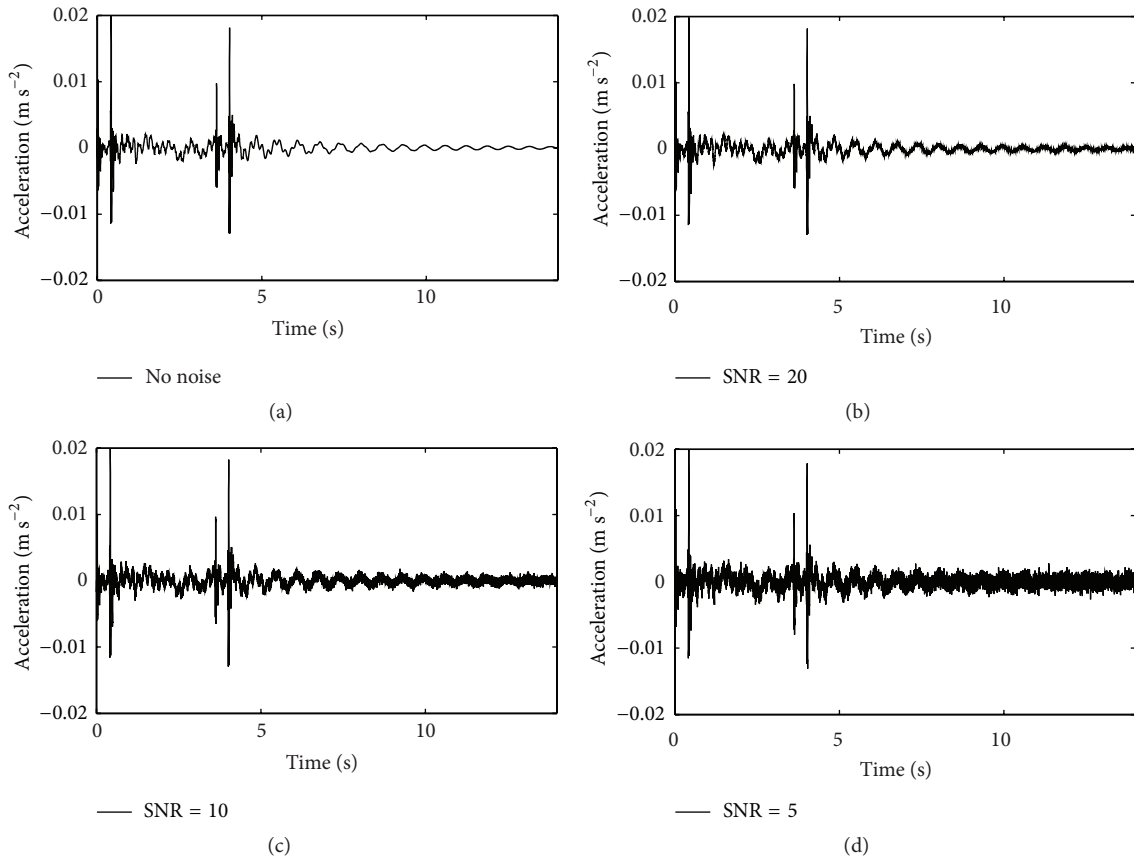 0.02
0.01
0
−0.01
−0.02
Acceleration (m s⁻²)
0
5
10
Time (s)
No noise
(a)
0.02
0.01
0
−0.01
−0.02
Acceleration (m s⁻²)
0
5
10
Time (s)
SNR = 20
(b)
0.02
0.01
0
−0.01
−0.02
Acceleration (m s⁻²)
0
5
10
Time (s)
SNR = 10
(c)
0.02
0.01
0
−0.01
−0.02
Acceleration (m s⁻²)
0
5
10
Time (s)
SNR = 5
(d)